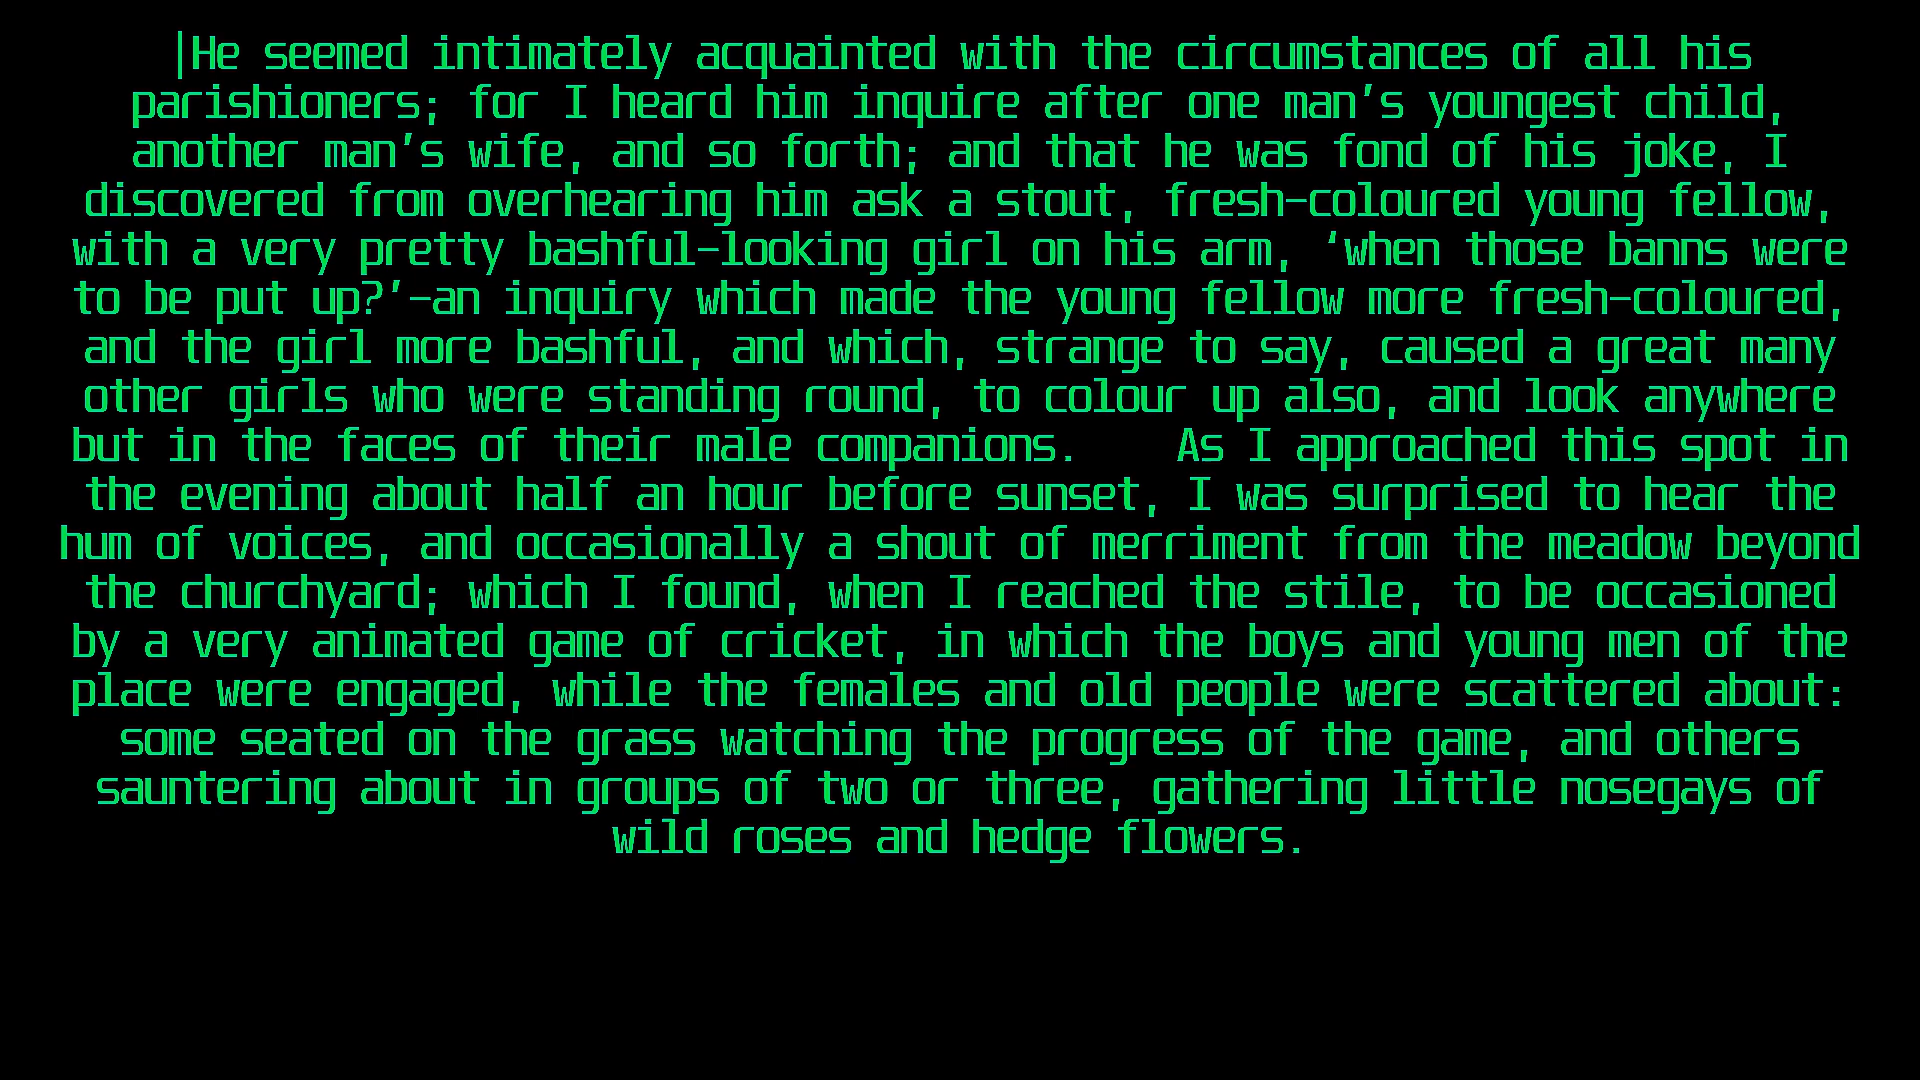 |He seemed intimately acquainted with the circumstances of all his
parishioners; for I heard him inquire after one man’s youngest child,
another man’s wife, and so forth; and that he was fond of his joke, I
discovered from overhearing him ask a stout, fresh-coloured young fellow,
with a very pretty bashful-looking girl on his arm, ‘when those banns were
to be put up?’-an inquiry which made the young fellow more fresh-coloured,
and the girl more bashful, and which, strange to say, caused a great many
other girls who were standing round, to colour up also, and look anywhere
but in the faces of their male companions.    As I approached this spot in
the evening about half an hour before sunset, I was surprised to hear the
hum of voices, and occasionally a shout of merriment from the meadow beyond
the churchyard; which I found, when I reached the stile, to be occasioned
by a very animated game of cricket, in which the boys and young men of the
place were engaged, while the females and old people were scattered about:
some seated on the grass watching the progress of the game, and others
sauntering about in groups of two or three, gathering little nosegays of
wild roses and hedge flowers.